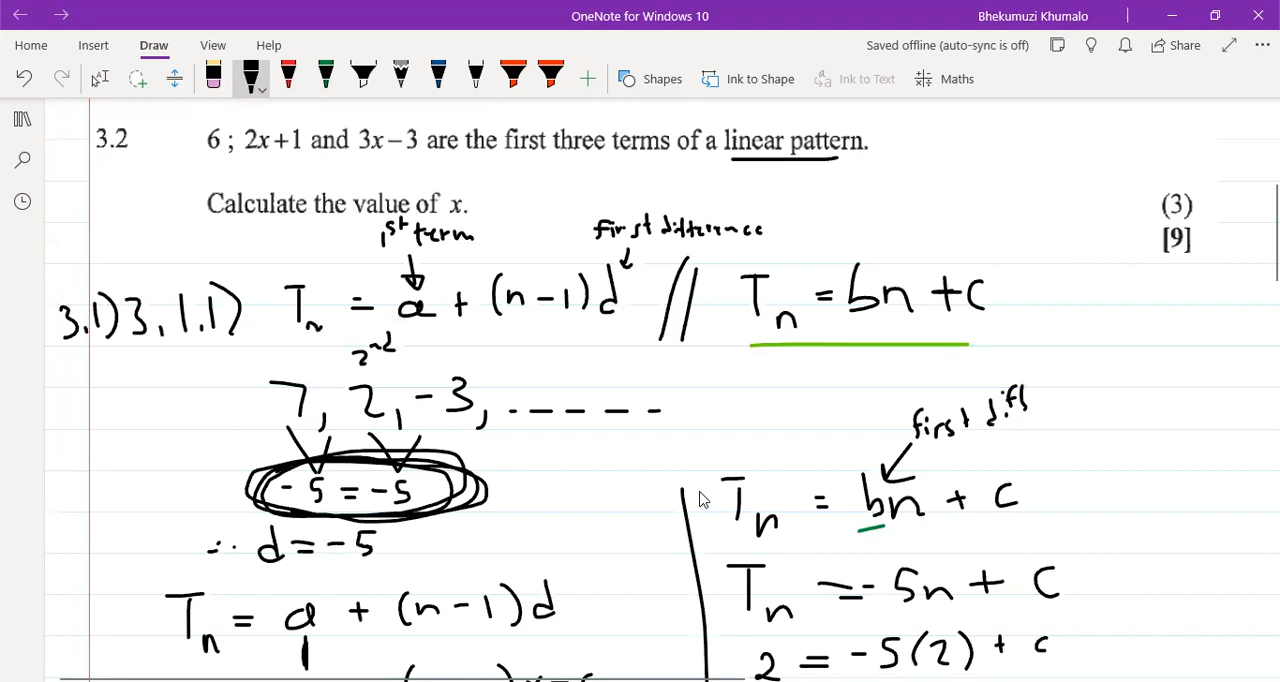 OneNote for Windows 10
Bhekumuzi Khumalo
Home Insert Draw View Help
Saved offline (auto-sync is off)
Share
Shapes
Ink to Shape
Ink to Text
Maths
3.2 6 ; 2x+1 and 3x−3 are the first three terms of a linear pattern.
Calculate the value of x. (3)
[9]
1st term
first difference
3.1) 3.1.1) Tn = a + (n-1)d // Tn = bn + c
2nd
7, 2, -3, -----
first diff
-5 = -5
∴ d = -5
Tn = a + (n-1)d
Tn = bn + c
Tn = -5n + c
2 = -5(2) + c